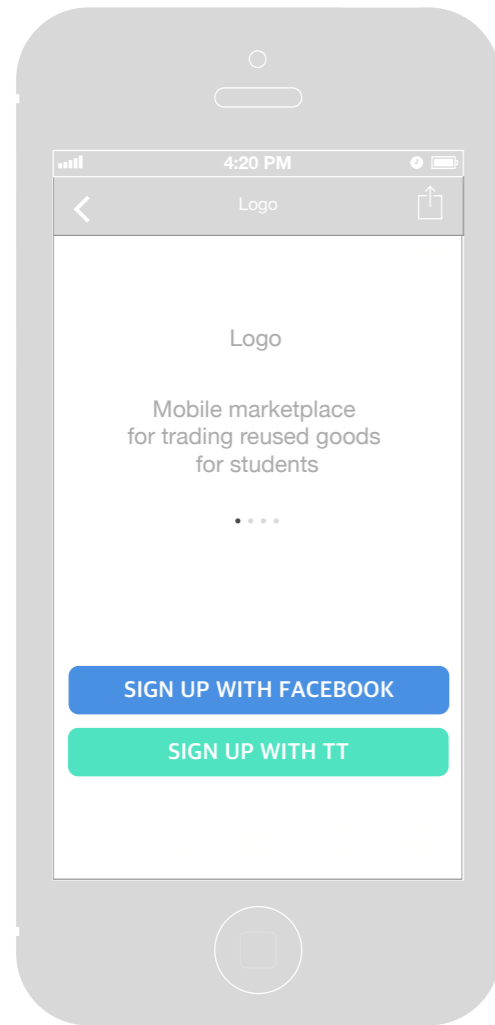 4:20 PM
Logo
Logo
Mobile marketplace
for trading reused goods
for students
SIGN UP WITH FACEBOOK
SIGN UP WITH TT